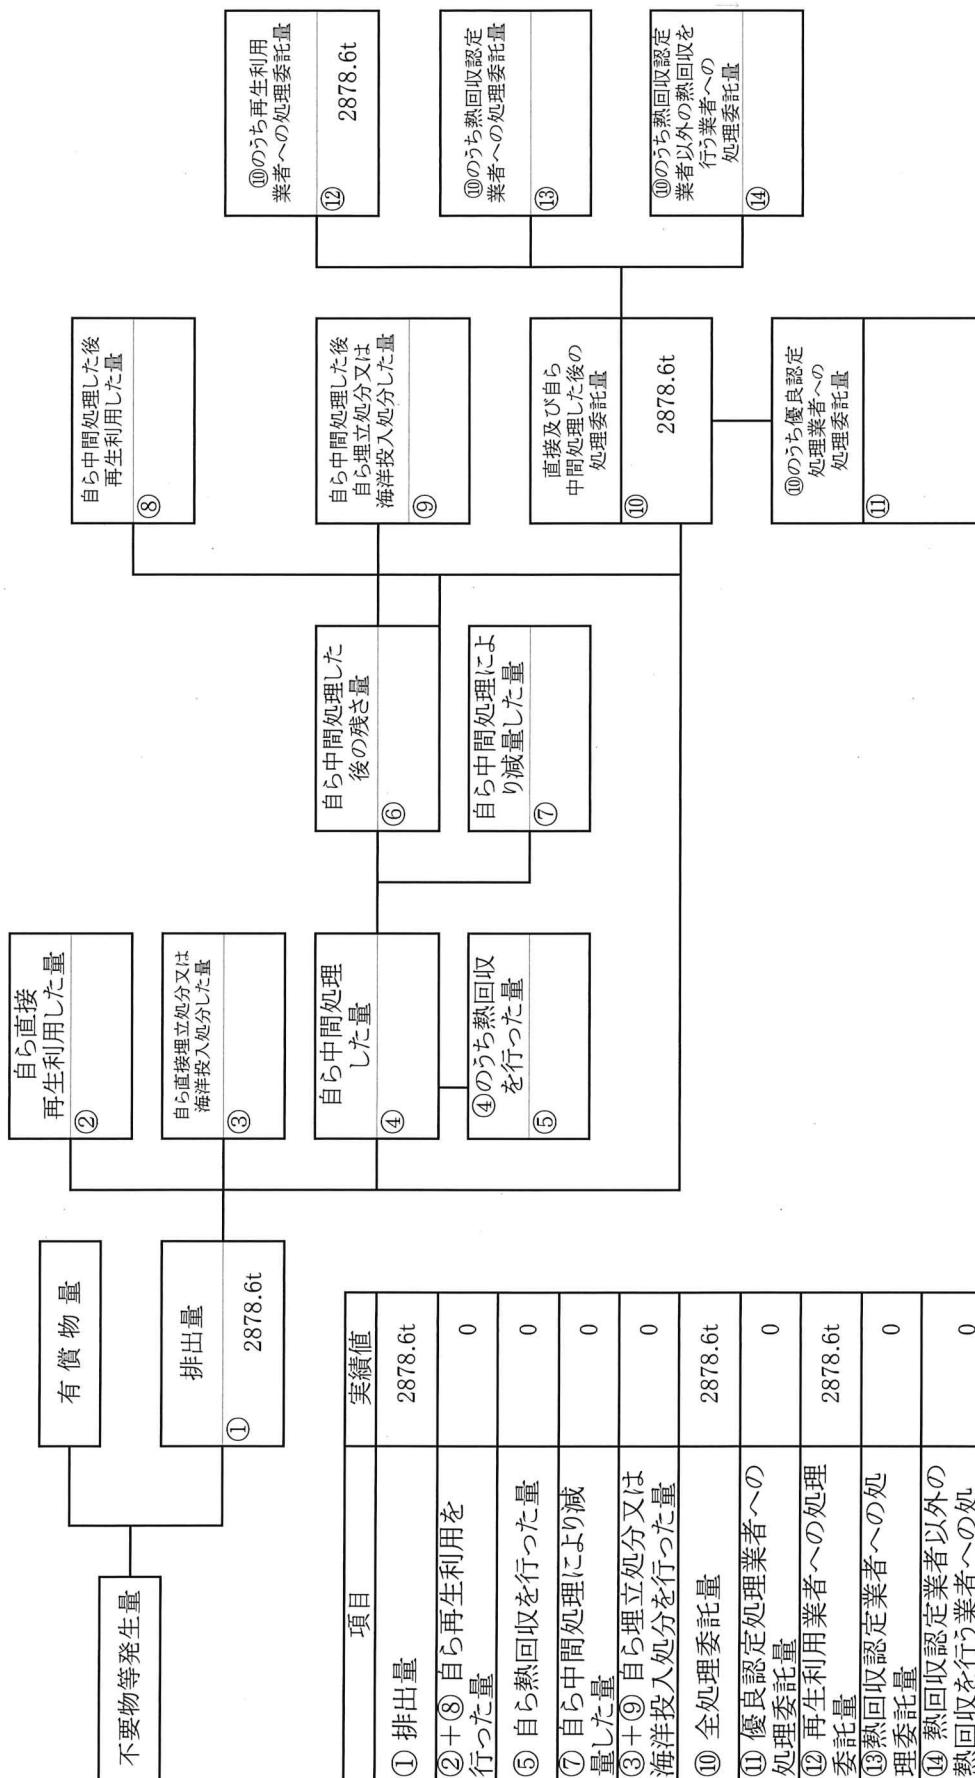 不要物等発生量
有償物量
排出量
① 2878.6t
自ら直接
再生利用した量
②
自ら直接埋立処分又は
海洋投入処分した量
③
自ら中間処理
した量
④
④のうち熱回収
を行った量
⑤
自ら中間処理した
後の残さ量
⑥
自ら中間処理によ
り減量した量
⑦
自ら中間処理した後
再生利用した量
⑧
自ら中間処理した後
自ら埋立処分又は
海洋投入処分した量
⑨
直接及び自ら
中間処理した後の
処理委託量
⑩ 2878.6t
⑩のうち優良認定
処理業者への
処理委託量
⑪
⑩のうち再生利用
業者への処理委託量
⑫ 2878.6t
⑩のうち熱回収認定
業者への処理委託量
⑬
⑩のうち熱回収認定
業者以外の熱回収を
行う業者への
処理委託量
⑭
項目 実績値
① 排出量 2878.6t
②+⑧ 自ら再生利用を
行った量 0
⑤ 自ら熱回収を行った量 0
⑦ 自ら中間処理により減
量した量 0
③+⑨ 自ら埋立処分又は
海洋投入処分を行った量 0
⑩ 全処理委託量 2878.6t
⑪ 優良認定処理業者への
処理委託量 0
⑫ 再生利用業者への処理
委託量 2878.6t
⑬熱回収認定業者への処
理委託量 0
⑭ 熱回収認定業者以外の
熱回収を行う業者への処 0